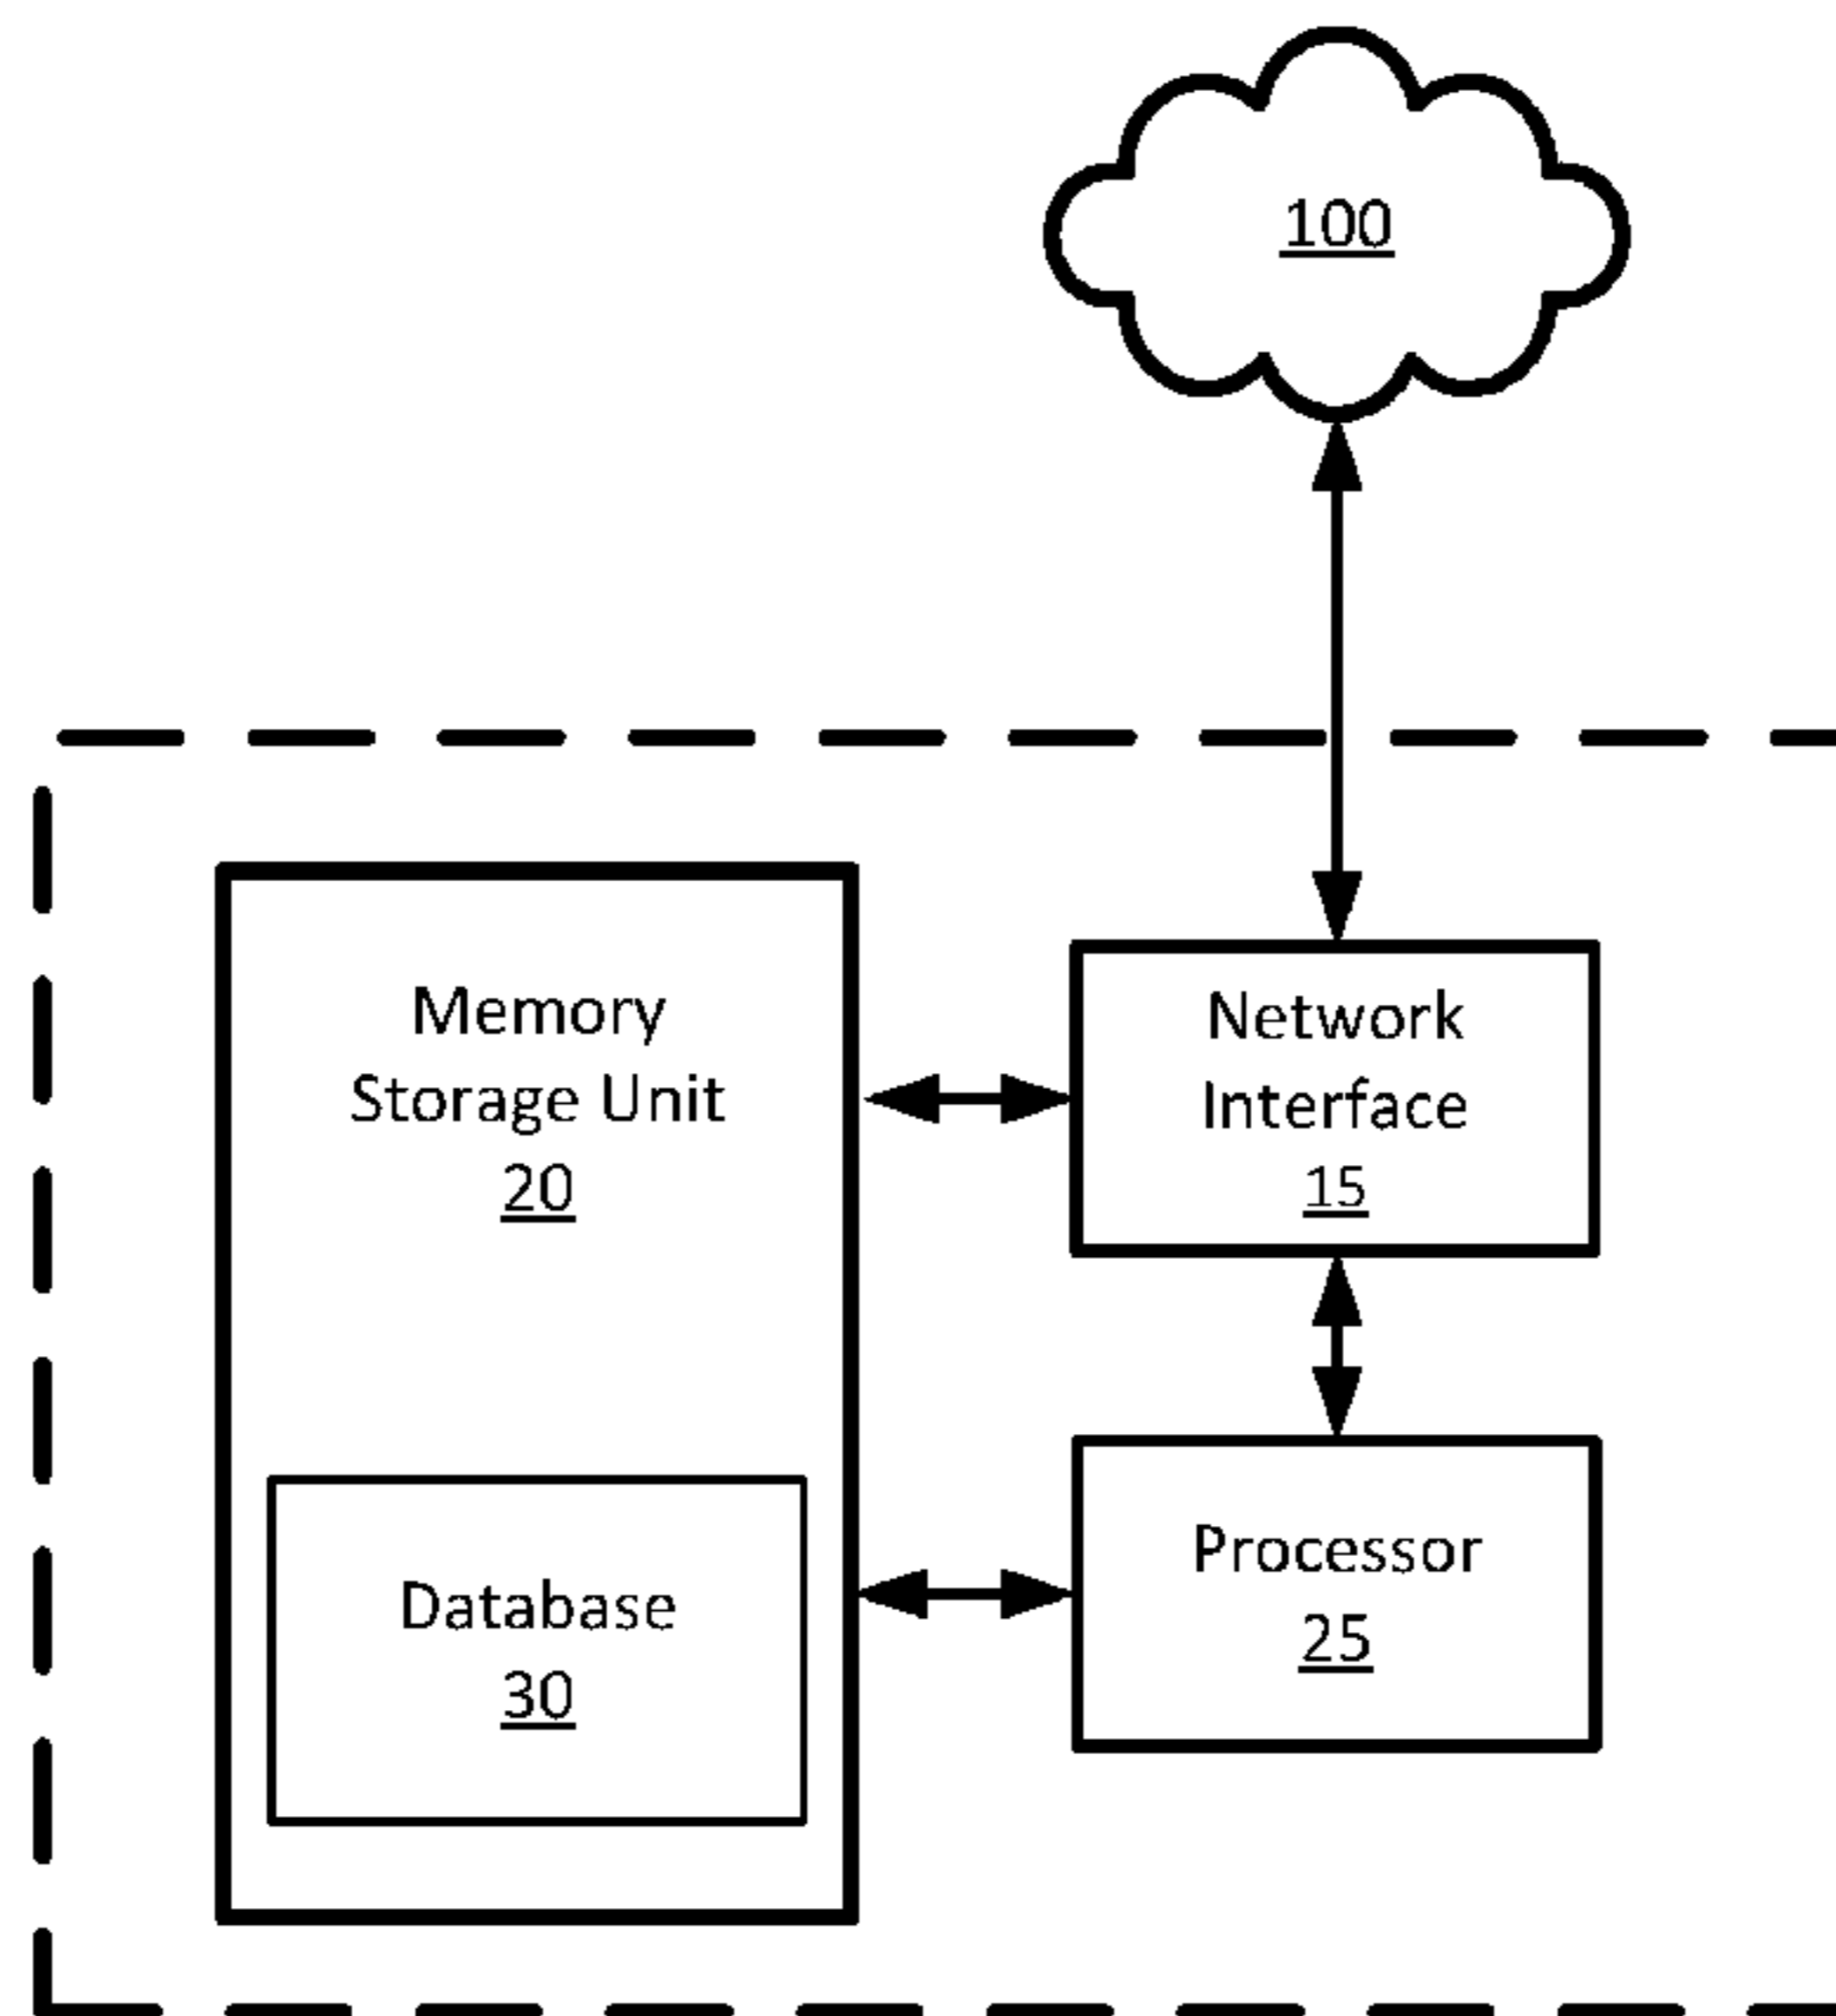 100
Memory
Storage Unit
20
Network
Interface
15
Database
30
Processor
25